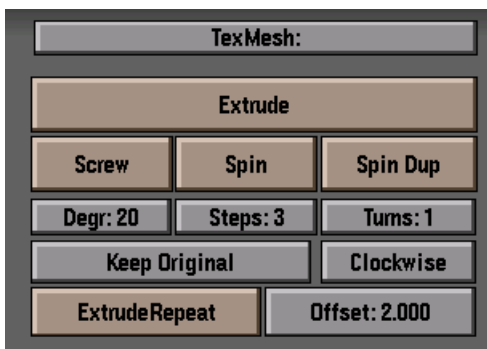 TexMesh:
Extrude
Screw Spin Spin Dup
Degr: 20 Steps: 3 Turns: 1
Keep Original Clockwise
ExtrudeRepeat Offset: 2.000